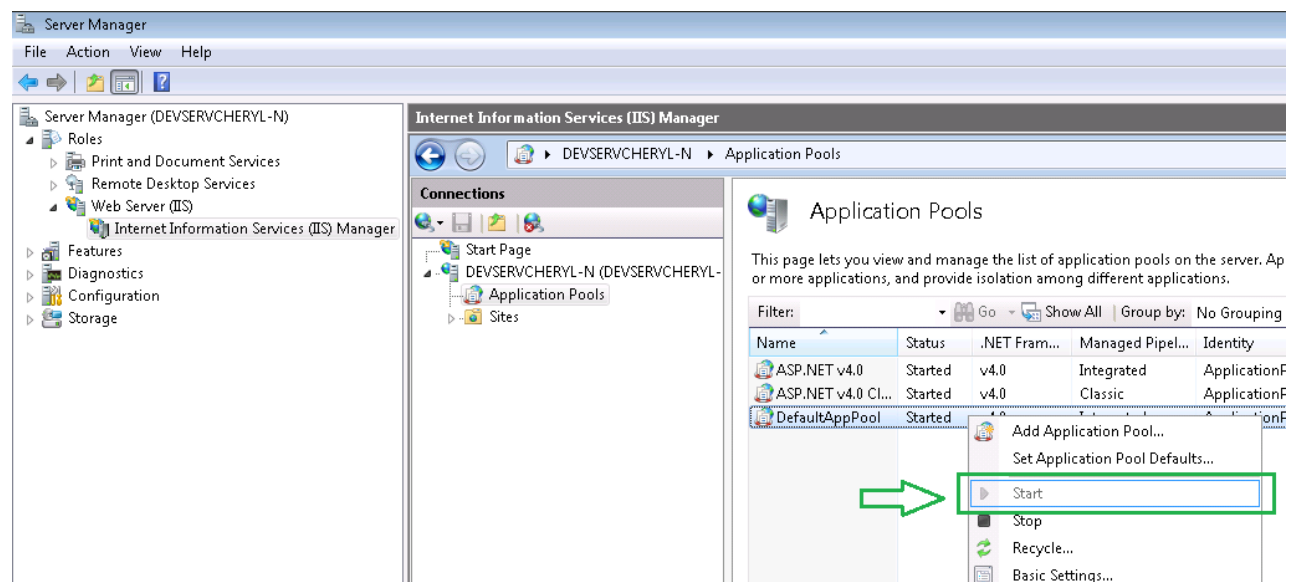 Server Manager
File Action View Help
Server Manager (DEVSERVCHERYL-N)
Roles
Print and Document Services
Remote Desktop Services
Web Server (IIS)
Internet Information Services (IIS) Manager
Features
Diagnostics
Configuration
Storage
Internet Information Services (IIS) Manager
DEVSERVCHERYL-N Application Pools
Connections
Start Page
DEVSERVCHERYL-N (DEVSERVCHERYL-
Application Pools
Sites
Application Pools
This page lets you view and manage the list of application pools on the server. Ap
or more applications, and provide isolation among different applications.
Filter: Go Show All Group by: No Grouping
Name Status .NET Fram... Managed Pipel... Identity
ASP.NET v4.0 Started v4.0 Integrated ApplicationP
ASP.NET v4.0 Cl... Started v4.0 Classic ApplicationP
DefaultAppPool Started
Add Application Pool...
Set Application Pool Defaults...
Start
Stop
Recycle...
Basic Settings...